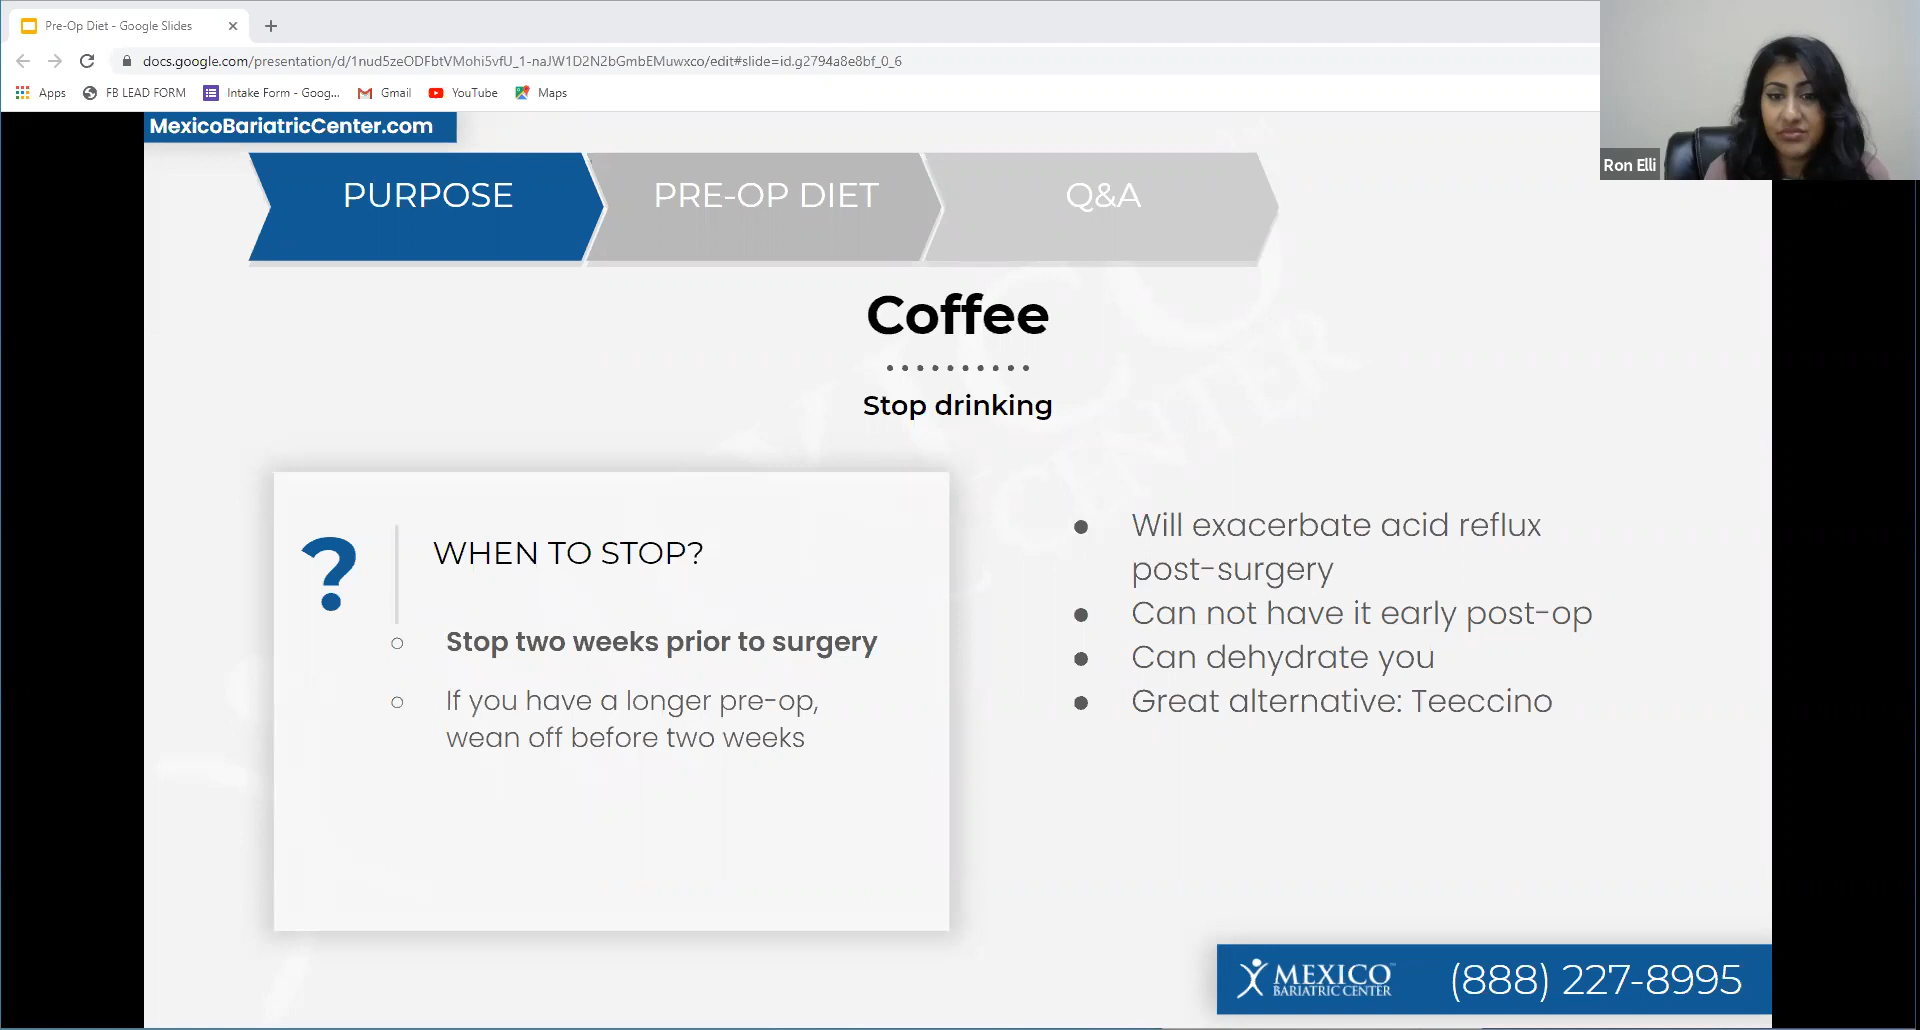 Pre-Op Diet - Google Slides
docs.google.com/presentation/d/1nud5zeODFbtVMohi5vfU_1-naJW1D2N2bGmbEMuwxco/edit#slide=id.g2794a8e8bf_0_6
Apps FB LEAD FORM Intake Form - Goog... Gmail YouTube Maps
Ron Elli
MexicoBariatricCenter.com
PURPOSE PRE-OP DIET Q&A
Coffee
Stop drinking
?
WHEN TO STOP?
Stop two weeks prior to surgery
If you have a longer pre-op,
wean off before two weeks
Will exacerbate acid reflux
post-surgery
Can not have it early post-op
Can dehydrate you
Great alternative: Teeccino
CENTER
MEXICO
BARIATRIC CENTER
(888) 227-8995